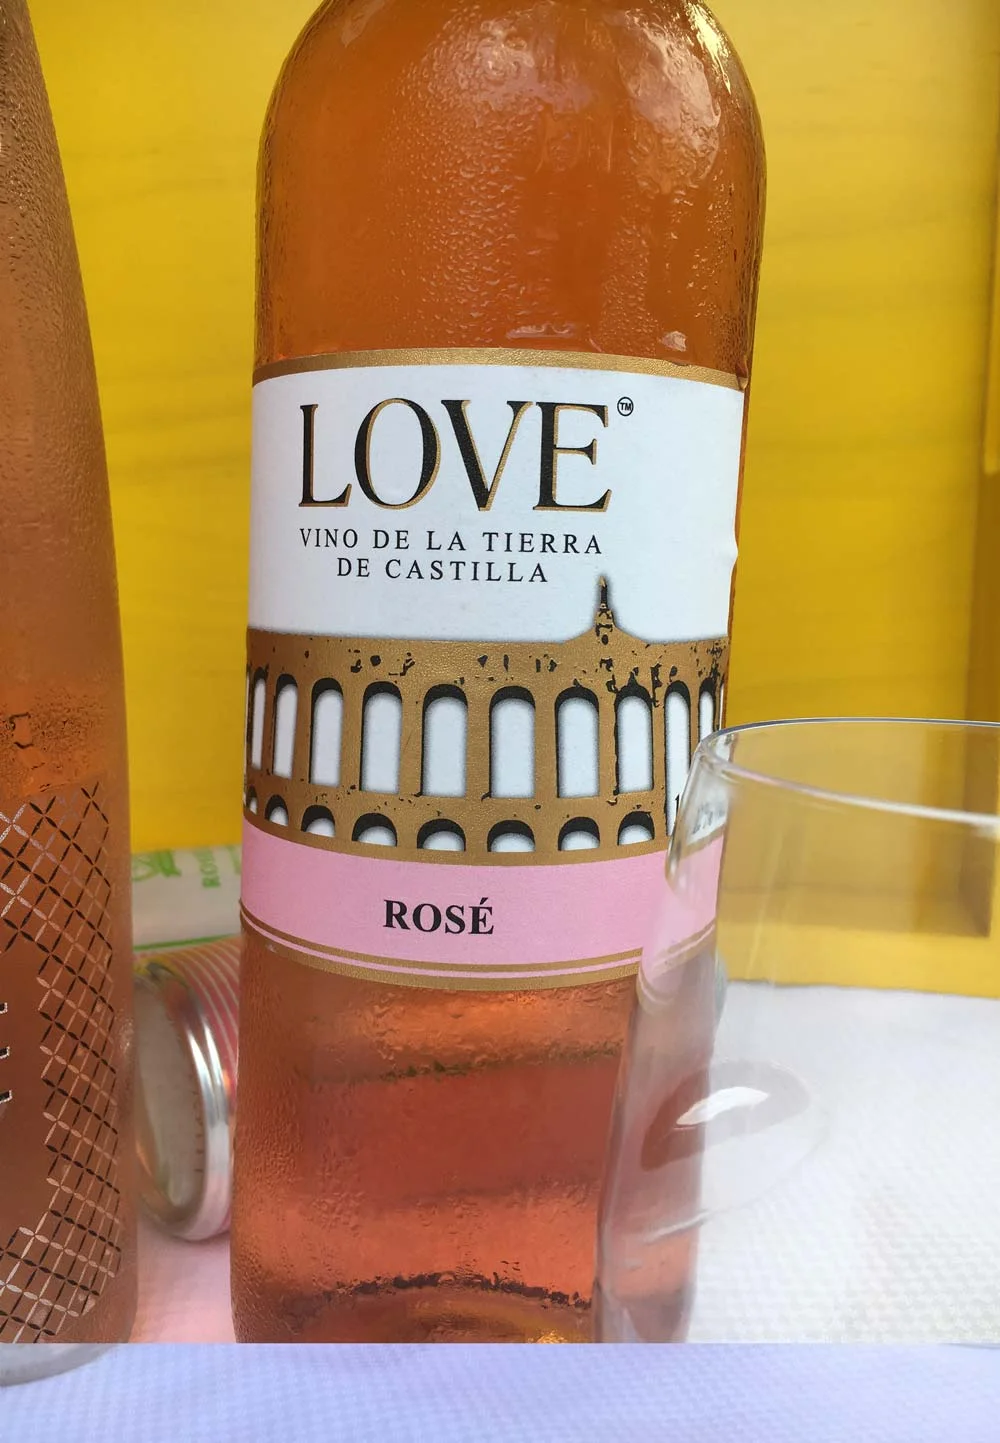 LOVE™
VINO DE LA TIERRA
DE CASTILLA
ROSÉ